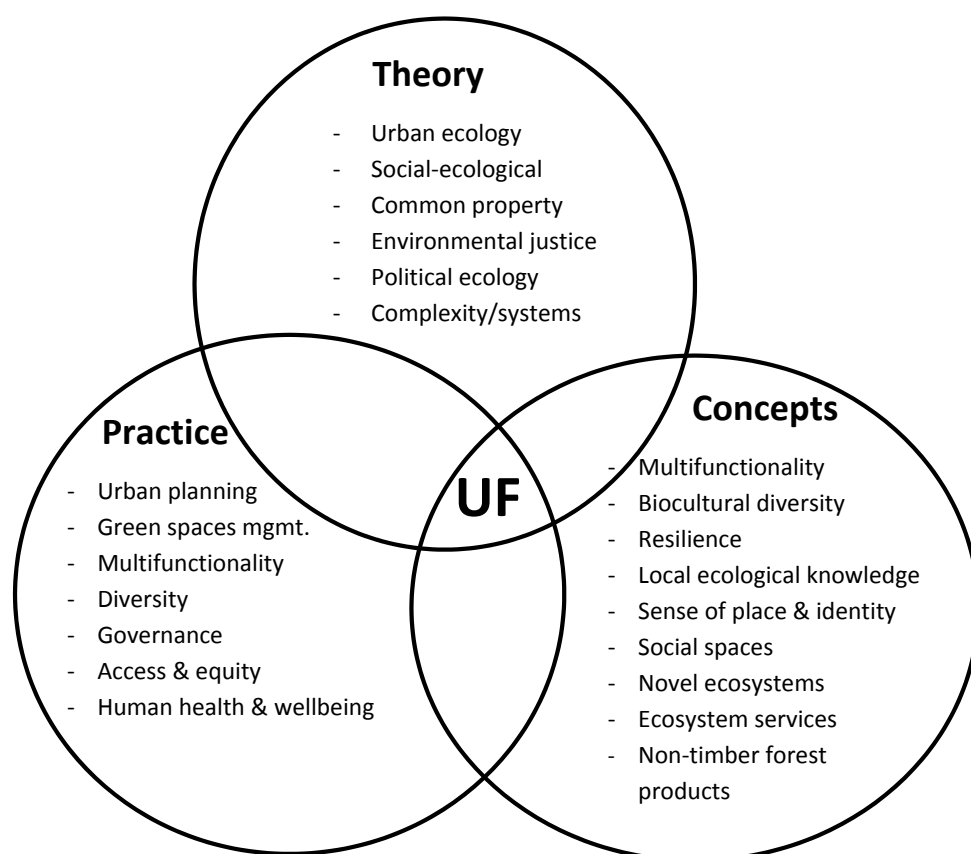 Theory
- Urban ecology
- Social-ecological
- Common property
- Environmental justice
- Political ecology
- Complexity/systems
Practice
- Urban planning
- Green spaces mgmt.
- Multifunctionality
- Diversity
- Governance
- Access & equity
- Human health & wellbeing
UF
Concepts
- Multifunctionality
- Biocultural diversity
- Resilience
- Local ecological knowledge
- Sense of place & identity
- Social spaces
- Novel ecosystems
- Ecosystem services
- Non-timber forest
products